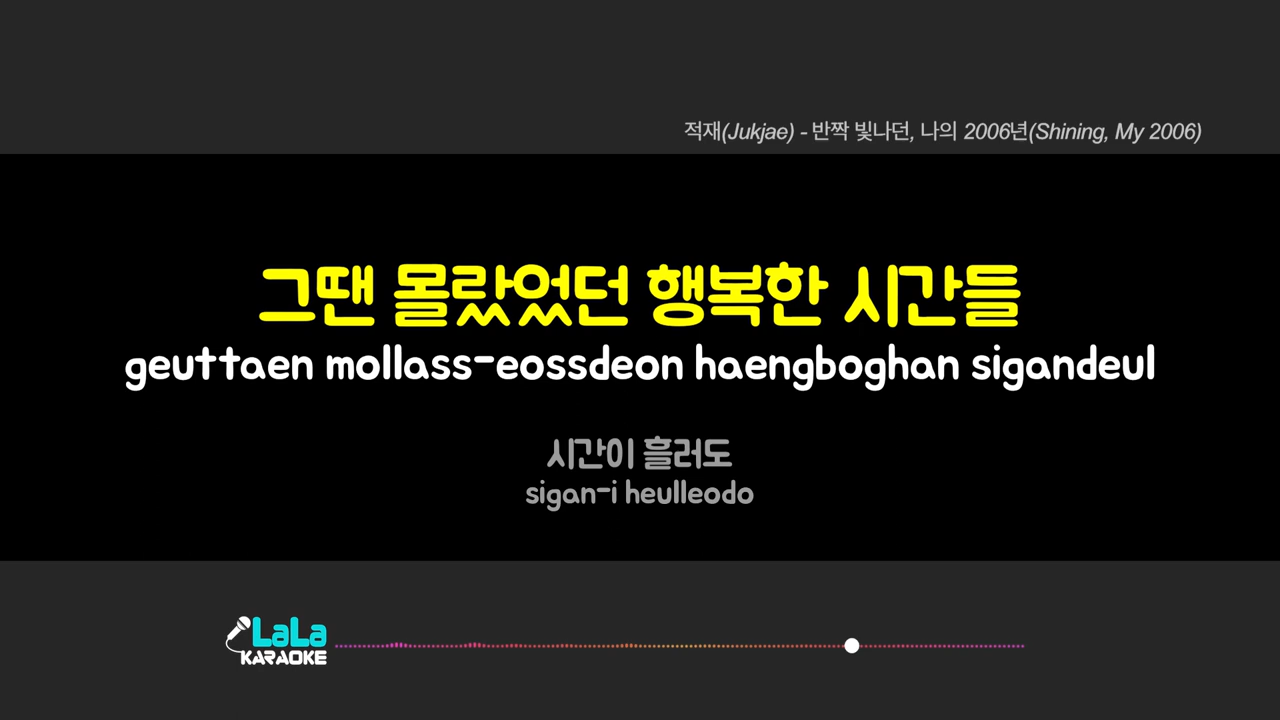 적재(Jukjae) - 반짝 빛나던, 나의 2006년(Shining, My 2006)
그땐 몰랐었던 행복한 시간들
geuttaen mollass-eossdeon haengboghan sigandeul
시간이 흘러도
sigan-i heulleodo
LaLa
KARAOKE